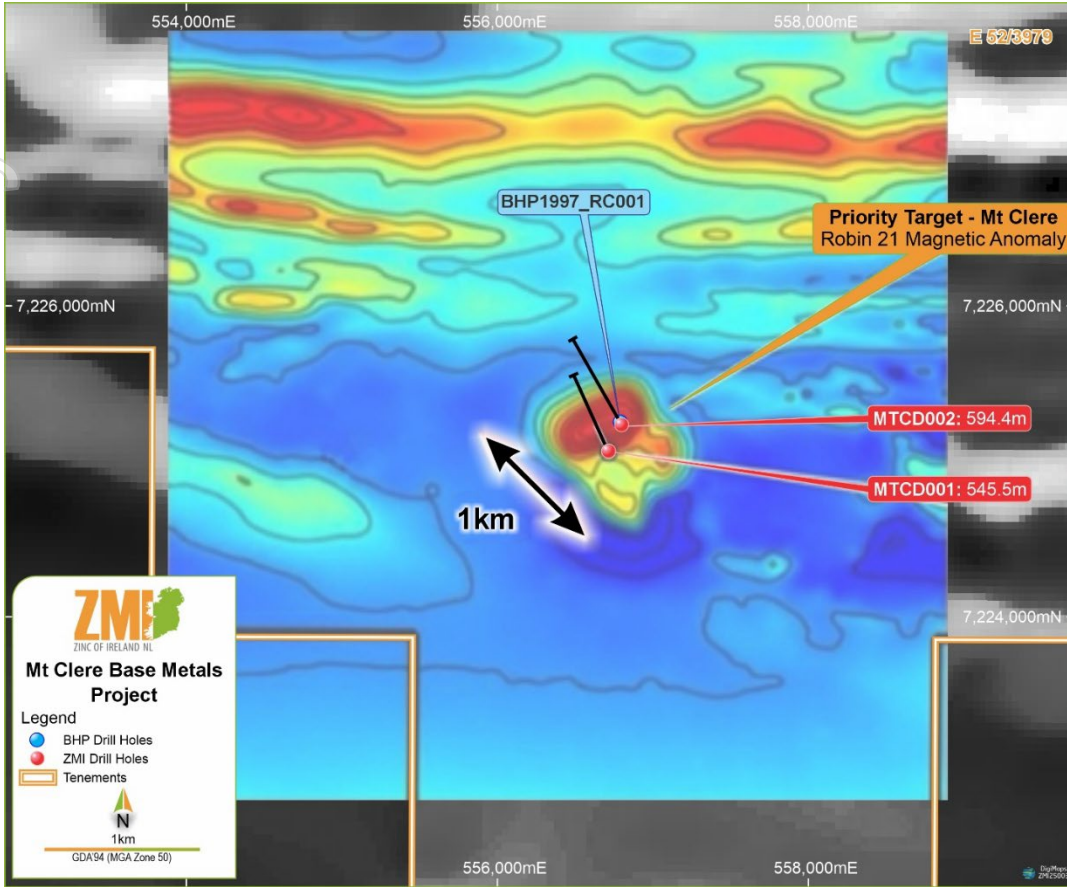 554,000mE
556,000mE
558,000mE
E 52/3979
BHP1997_RC001
Priority Target - Mt Clere
Robin 21 Magnetic Anomaly
7,226,000mN
7,226,000mN
MTCD002: 594.4m
MTCD001: 545.5m
1km
7,224,000mN
ZMI
ZINC OF IRELAND NL
Mt Clere Base Metals
Project
Legend
BHP Drill Holes
ZMI Drill Holes
Tenements
N
1km
GDA'94 (MGA Zone 50)
556,000mE
558,000mE
DigiMaps